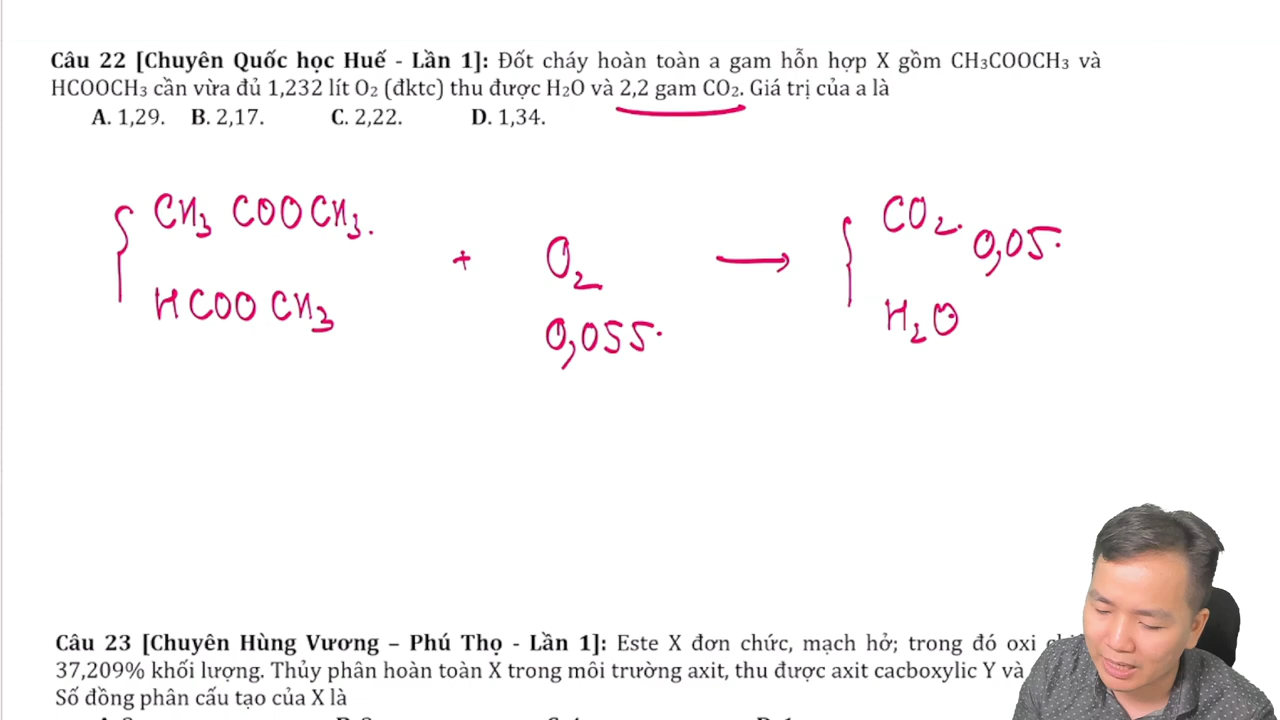 Câu 22 [Chuyên Quốc học Huế - Lần 1]: Đốt cháy hoàn toàn a gam hỗn hợp X gồm CH₃COOCH₃ và
HCOOCH₃ cần vừa đủ 1,232 lít O₂ (đktc) thu được H₂O và 2,2 gam CO₂. Giá trị của a là
A. 1,29. B. 2,17. C. 2,22. D. 1,34.
CH₃ COOCH₃. + O₂ → CO₂. 0,05.
HCOOCH₃ 0,055. H₂O
Câu 23 [Chuyên Hùng Vương – Phú Thọ - Lần 1]: Este X đơn chức, mạch hở; trong đó oxi
37,209% khối lượng. Thủy phân hoàn toàn X trong môi trường axit, thu được axit cacboxylic Y và
Số đồng phân cấu tạo của X là